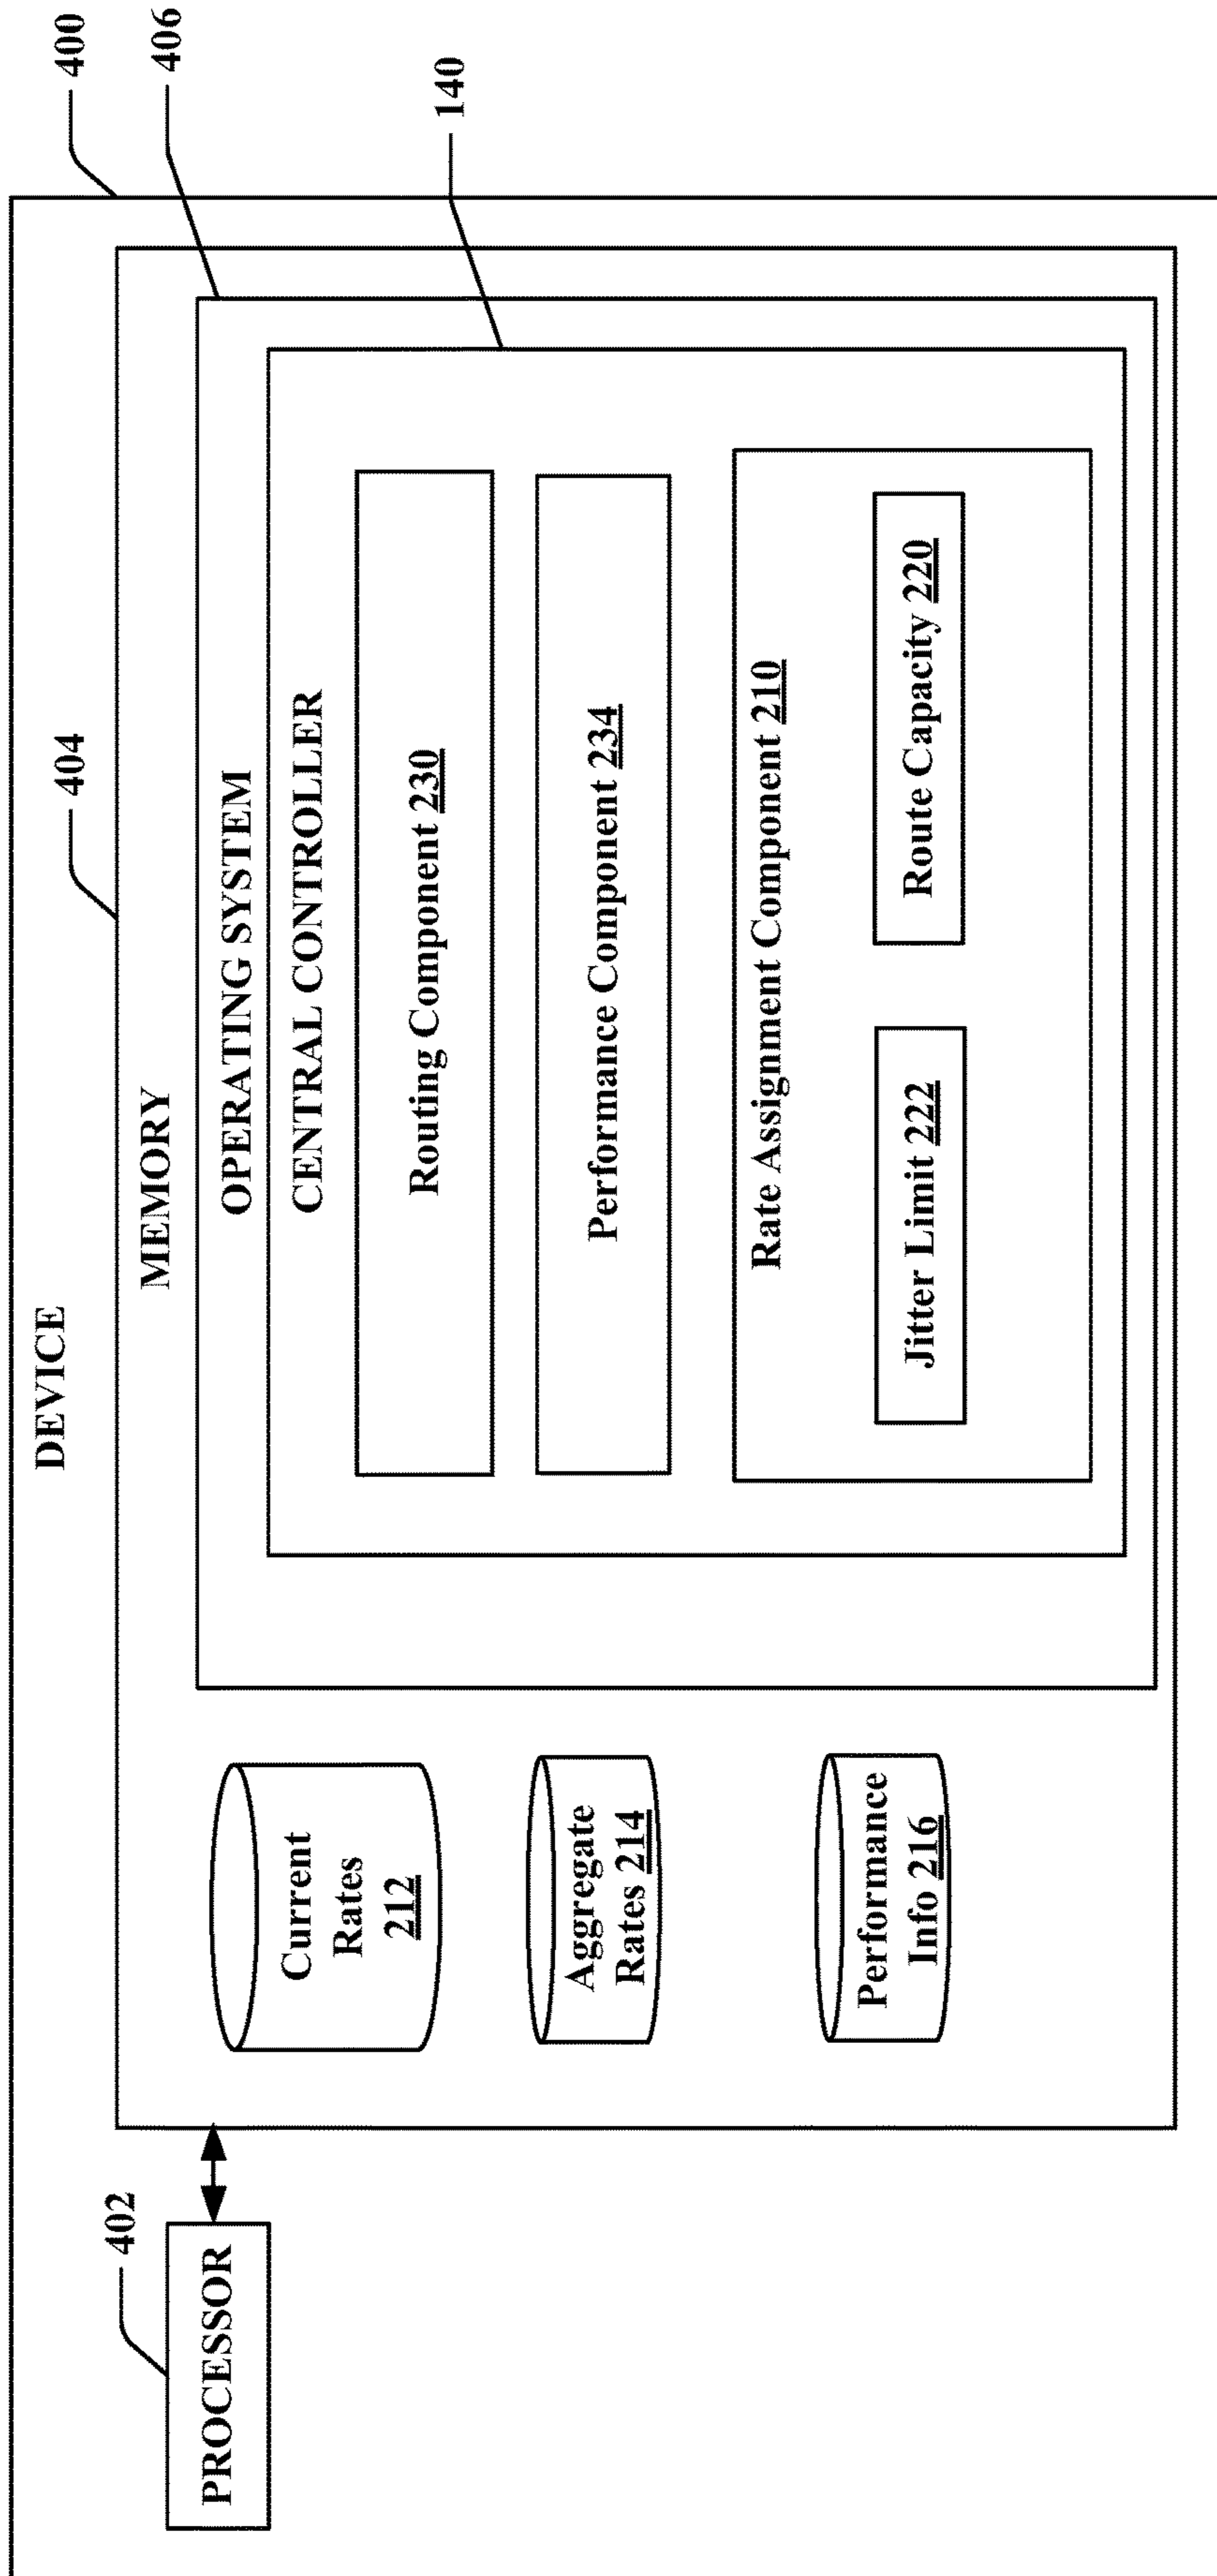 DEVICE
400
PROCESSOR
402
MEMORY
404
406
OPERATING SYSTEM
CENTRAL CONTROLLER
140
Current
Rates
212
Aggregate
Rates 214
Performance
Info 216
Routing Component 230
Performance Component 234
Rate Assignment Component 210
Jitter Limit 222
Route Capacity 220